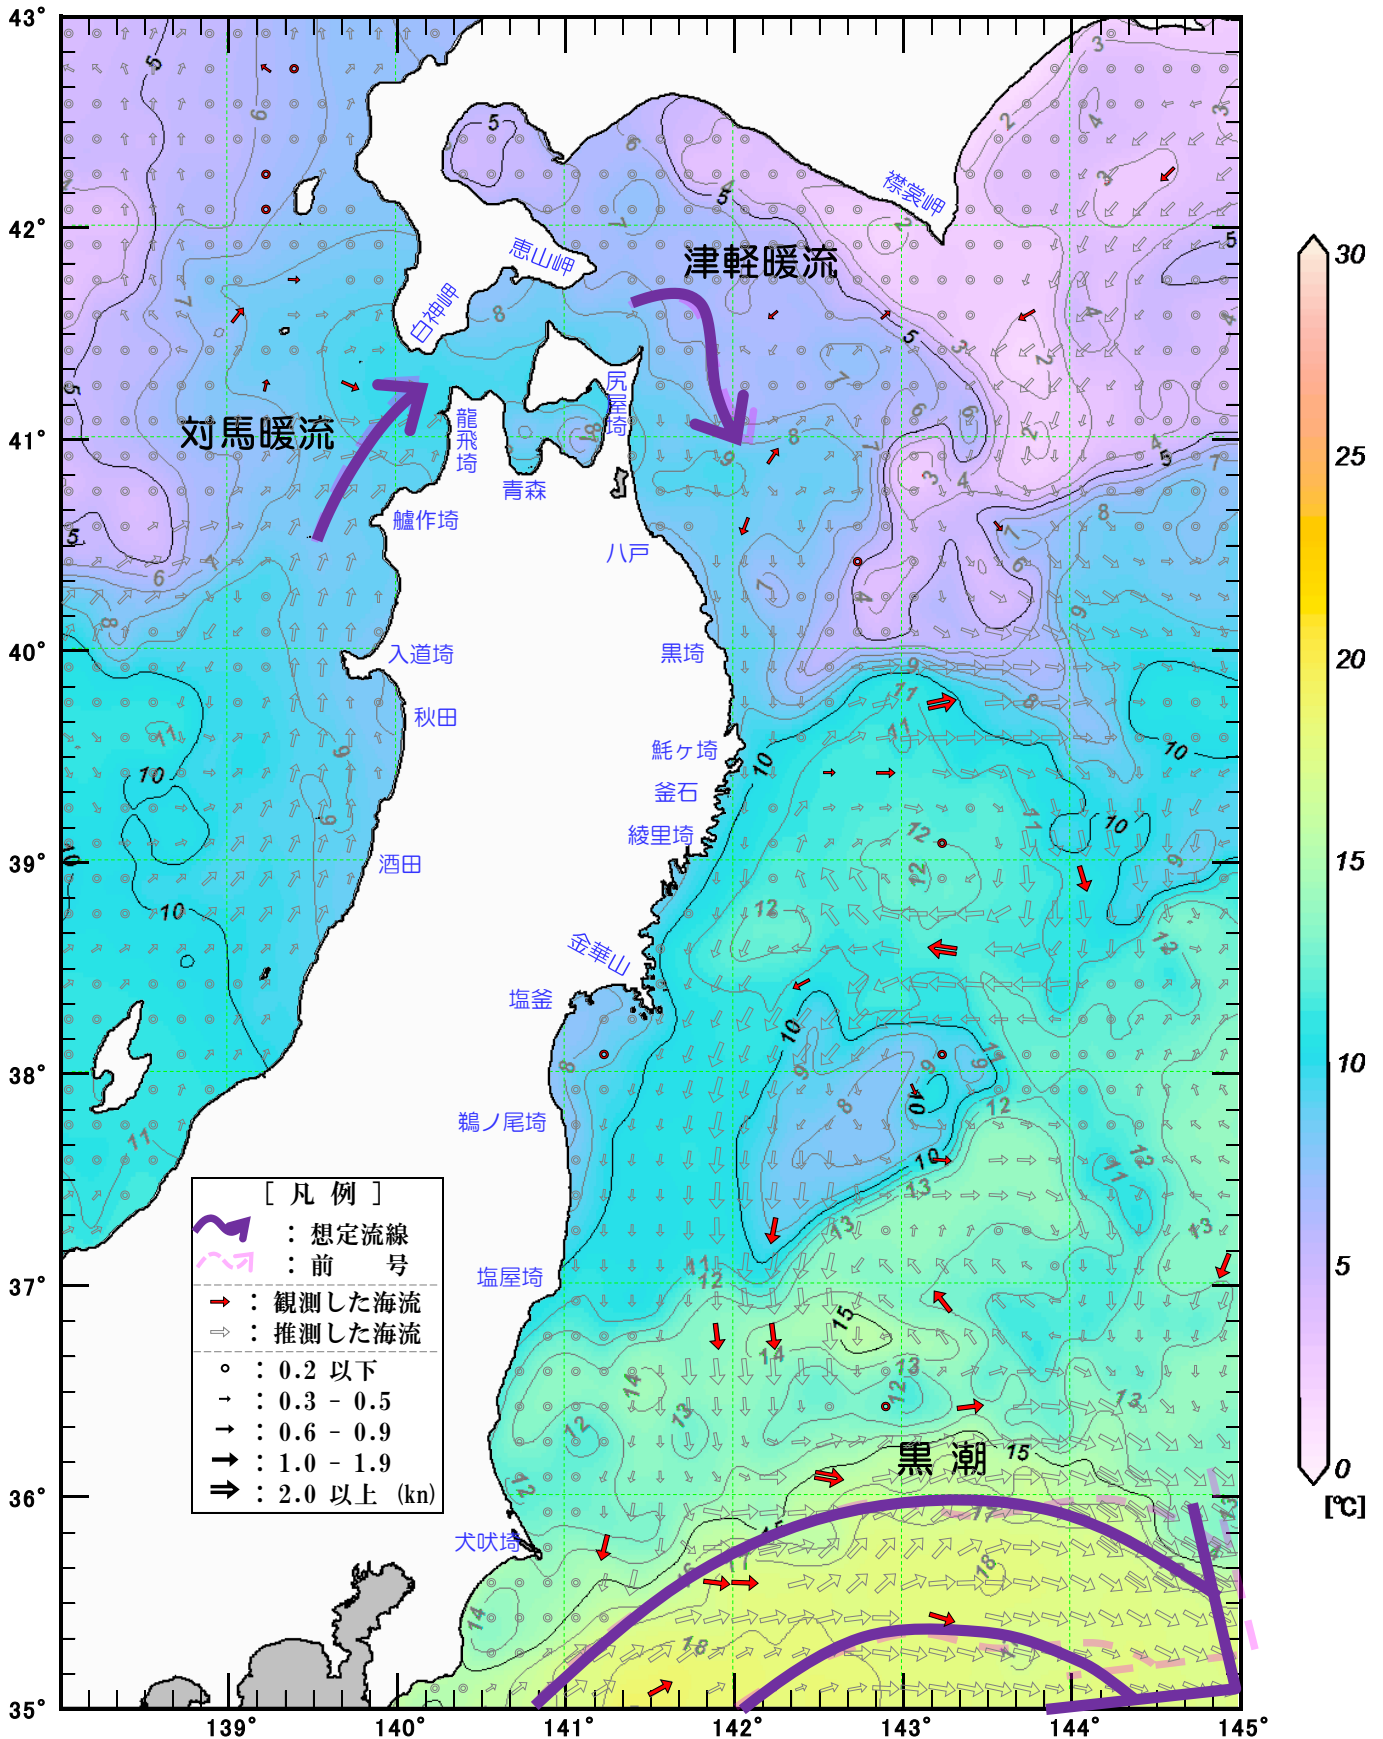 43°
42°
41°
40°
39°
38°
37°
36°
35°
139°
140°
141°
142°
143°
144°
145°
襟裳岬
恵山岬
白神岬
津軽暖流
対馬暖流
尻屋埼
龍飛埼
青森
艫作埼
八戸
入道埼
黒埼
秋田
魹ヶ埼
釜石
綾里埼
酒田
金華山
塩釜
鵜ノ尾埼
塩屋埼
黒潮
犬吠埼
[ 凡 例 ]
: 想定流線
: 前 号
: 観測した海流
: 推測した海流
: 0.2 以下
: 0.3 - 0.5
: 0.6 - 0.9
: 1.0 - 1.9
: 2.0 以上 (kn)
30
25
20
15
10
5
0
[℃]